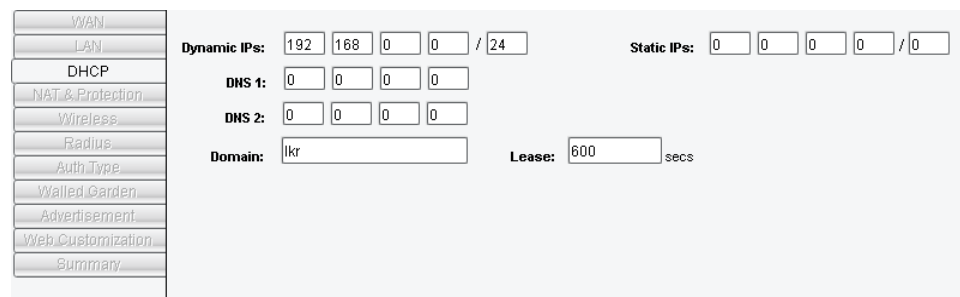 WAN
LAN
DHCP
NAT & Protection
Wireless
Radius
Auth Type
Walled Garden
Advertisement
Web Customization
Summary
Dynamic IPs: 192 168 0 0 / 24 Static IPs: 0 0 0 0 / 0
DNS 1: 0 0 0 0
DNS 2: 0 0 0 0
Domain: lkr Lease: 600 secs